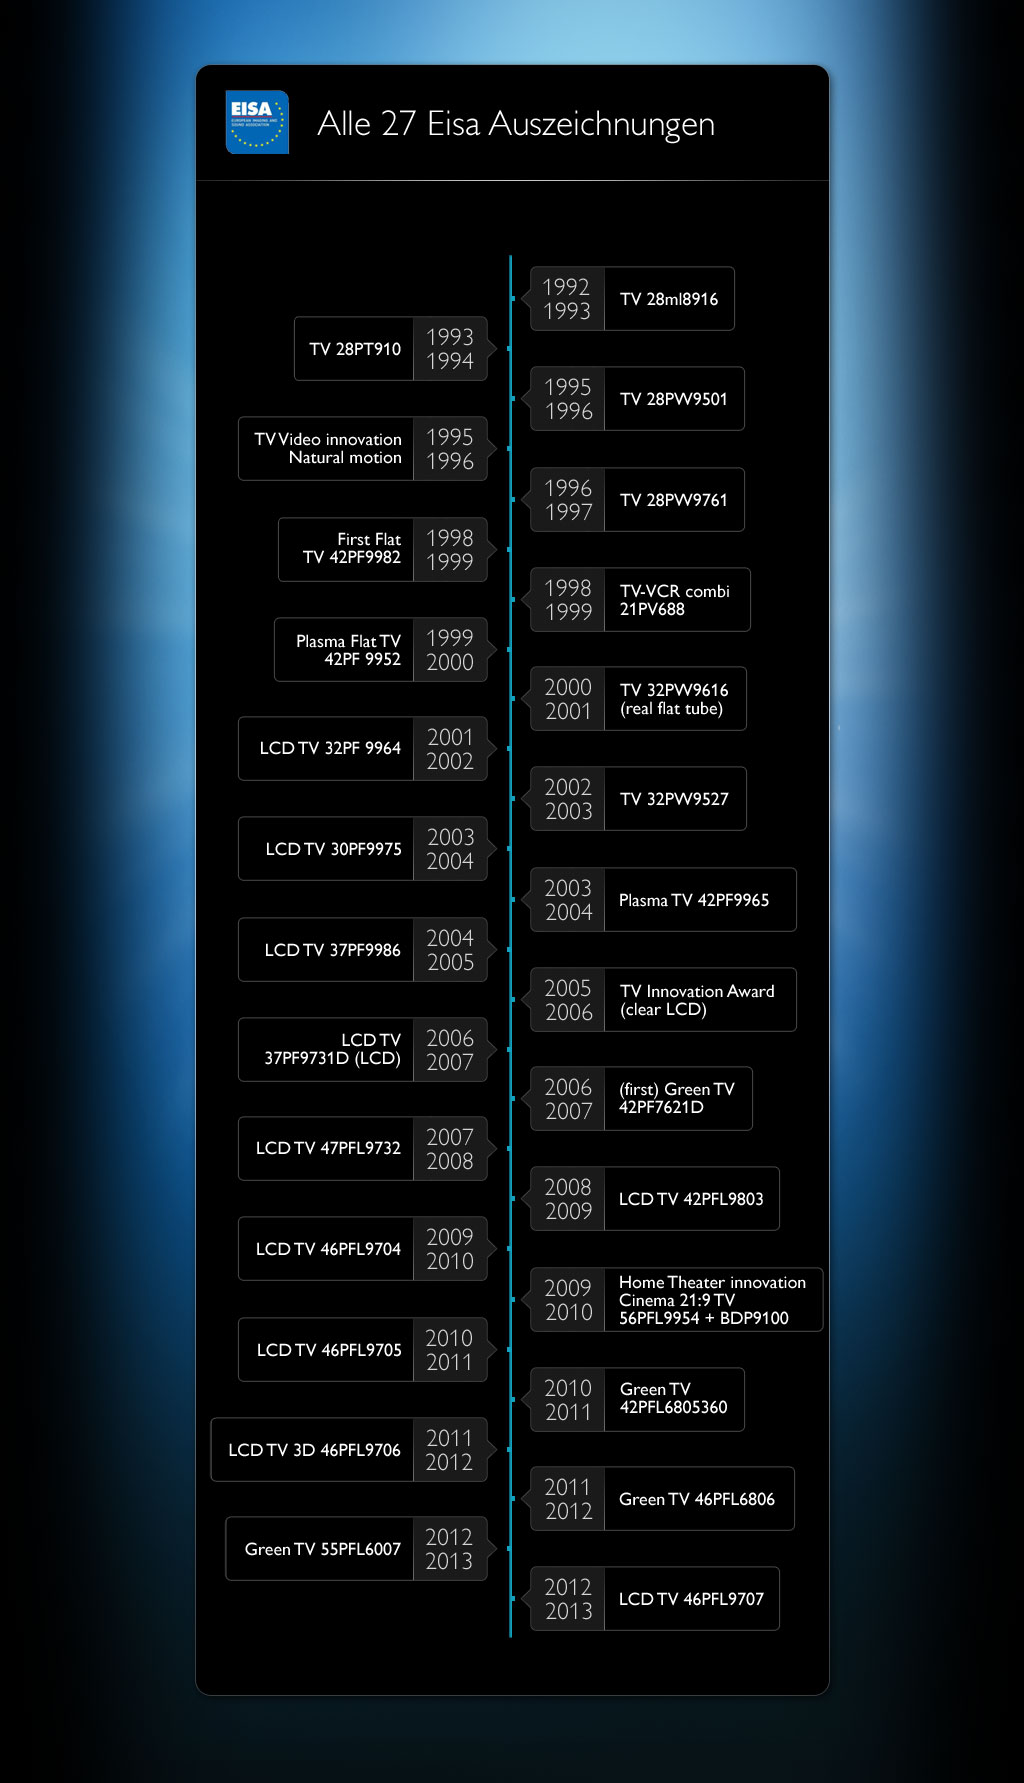 EISA
EUROPEAN IMAGING AND
SOUND ASSOCIATION
Alle 27 Eisa Auszeichnungen
1992
1993
TV 28ml8916
TV 28PT910
1993
1994
1995
1996
TV 28PW9501
TV Video innovation
Natural motion
1995
1996
1996
1997
TV 28PW9761
First Flat
TV 42PF9982
1998
1999
1998
1999
TV-VCR combi
21PV688
Plasma Flat TV
42PF 9952
1999
2000
2000
2001
TV 32PW9616
(real flat tube)
LCD TV 32PF 9964
2001
2002
2002
2003
TV 32PW9527
LCD TV 30PF9975
2003
2004
2003
2004
Plasma TV 42PF9965
LCD TV 37PF9986
2004
2005
2005
2006
TV Innovation Award
(clear LCD)
LCD TV
37PF9731D (LCD)
2006
2007
2006
2007
(first) Green TV
42PF7621D
LCD TV 47PFL9732
2007
2008
2008
2009
LCD TV 42PFL9803
LCD TV 46PFL9704
2009
2010
2009
2010
Home Theater innovation
Cinema 21:9 TV
56PFL9954 + BDP9100
LCD TV 46PFL9705
2010
2011
2010
2011
Green TV
42PFL6805360
LCD TV 3D 46PFL9706
2011
2012
2011
2012
Green TV 46PFL6806
Green TV 55PFL6007
2012
2013
2012
2013
LCD TV 46PFL9707